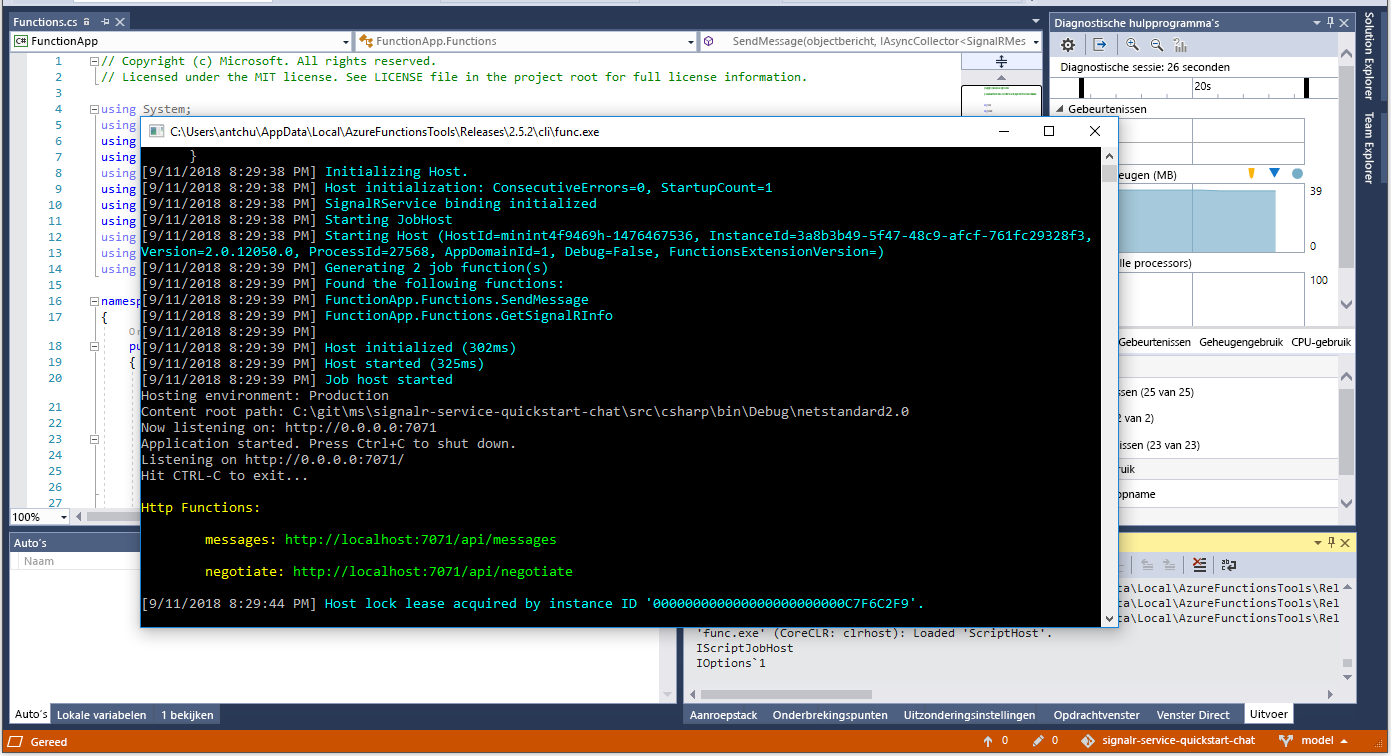 Functions.cs
Diagnostische hulpprogramma's
FunctionApp
FunctionApp.Functions
SendMessage(objectbericht, IAsyncCollector<SignalRMes
1 // Copyright (c) Microsoft. All rights reserved.
2 // Licensed under the MIT license. See LICENSE file in the project root for full license information.
3
4 using System;
5 using
6 using
7 using
8 using
9 using
10 using
11 using
12 using
13 using
14 using
15
16 namesp
17 {
18 pu
19 {
20
21
22
23
24
25
26
27
100%
Diagnostische sessie: 26 seconden
20s
Gebeurtenissen
eugen (MB)
39
0
lle processors)
100
Gebeurtenissen Geheugengebruik CPU-gebruik
ssen (25 van 25)
2 van 2)
issen (23 van 23)
ruik
opname
Solution Explorer
Team Explorer
C:\Users\antchu\AppData\Local\AzureFunctionsTools\Releases\2.5.2\cli\func.exe
}
[9/11/2018 8:29:38 PM] Initializing Host.
[9/11/2018 8:29:38 PM] Host initialization: ConsecutiveErrors=0, StartupCount=1
[9/11/2018 8:29:38 PM] SignalRService binding initialized
[9/11/2018 8:29:38 PM] Starting JobHost
[9/11/2018 8:29:38 PM] Starting Host (HostId=minint4f9469h-1476467536, InstanceId=3a8b3b49-5f47-48c9-afcf-761fc29328f3,
Version=2.0.12050.0, ProcessId=27568, AppDomainId=1, Debug=False, FunctionsExtensionVersion=)
[9/11/2018 8:29:39 PM] Generating 2 job function(s)
[9/11/2018 8:29:39 PM] Found the following functions:
[9/11/2018 8:29:39 PM] FunctionApp.Functions.SendMessage
[9/11/2018 8:29:39 PM] FunctionApp.Functions.GetSignalRInfo
[9/11/2018 8:29:39 PM]
[9/11/2018 8:29:39 PM] Host initialized (302ms)
[9/11/2018 8:29:39 PM] Host started (325ms)
[9/11/2018 8:29:39 PM] Job host started
Hosting environment: Production
Content root path: C:\git\ms\signalr-service-quickstart-chat\src\csharp\bin\Debug\netstandard2.0
Now listening on: http://0.0.0.0:7071
Application started. Press Ctrl+C to shut down.
Listening on http://0.0.0.0:7071/
Hit CTRL-C to exit...
Http Functions:
messages: http://localhost:7071/api/messages
negotiate: http://localhost:7071/api/negotiate
[9/11/2018 8:29:44 PM] Host lock lease acquired by instance ID '000000000000000000000000C7F6C2F9'.
Auto's
Naam
ta\Local\AzureFunctionsTools\Rel
ta\Local\AzureFunctionsTools\Rel
ta\Local\AzureFunctionsTools\Rel
'func.exe' (CoreCLR: clrhost): Loaded 'ScriptHost'.
IScriptJobHost
IOptions`1
Auto's Lokale variabelen 1 bekijken
Aanroepstack Onderbrekingspunten Uitzonderingsinstellingen Opdrachtvenster Venster Direct Uitvoer
Gereed
0 0 signalr-service-quickstart-chat model